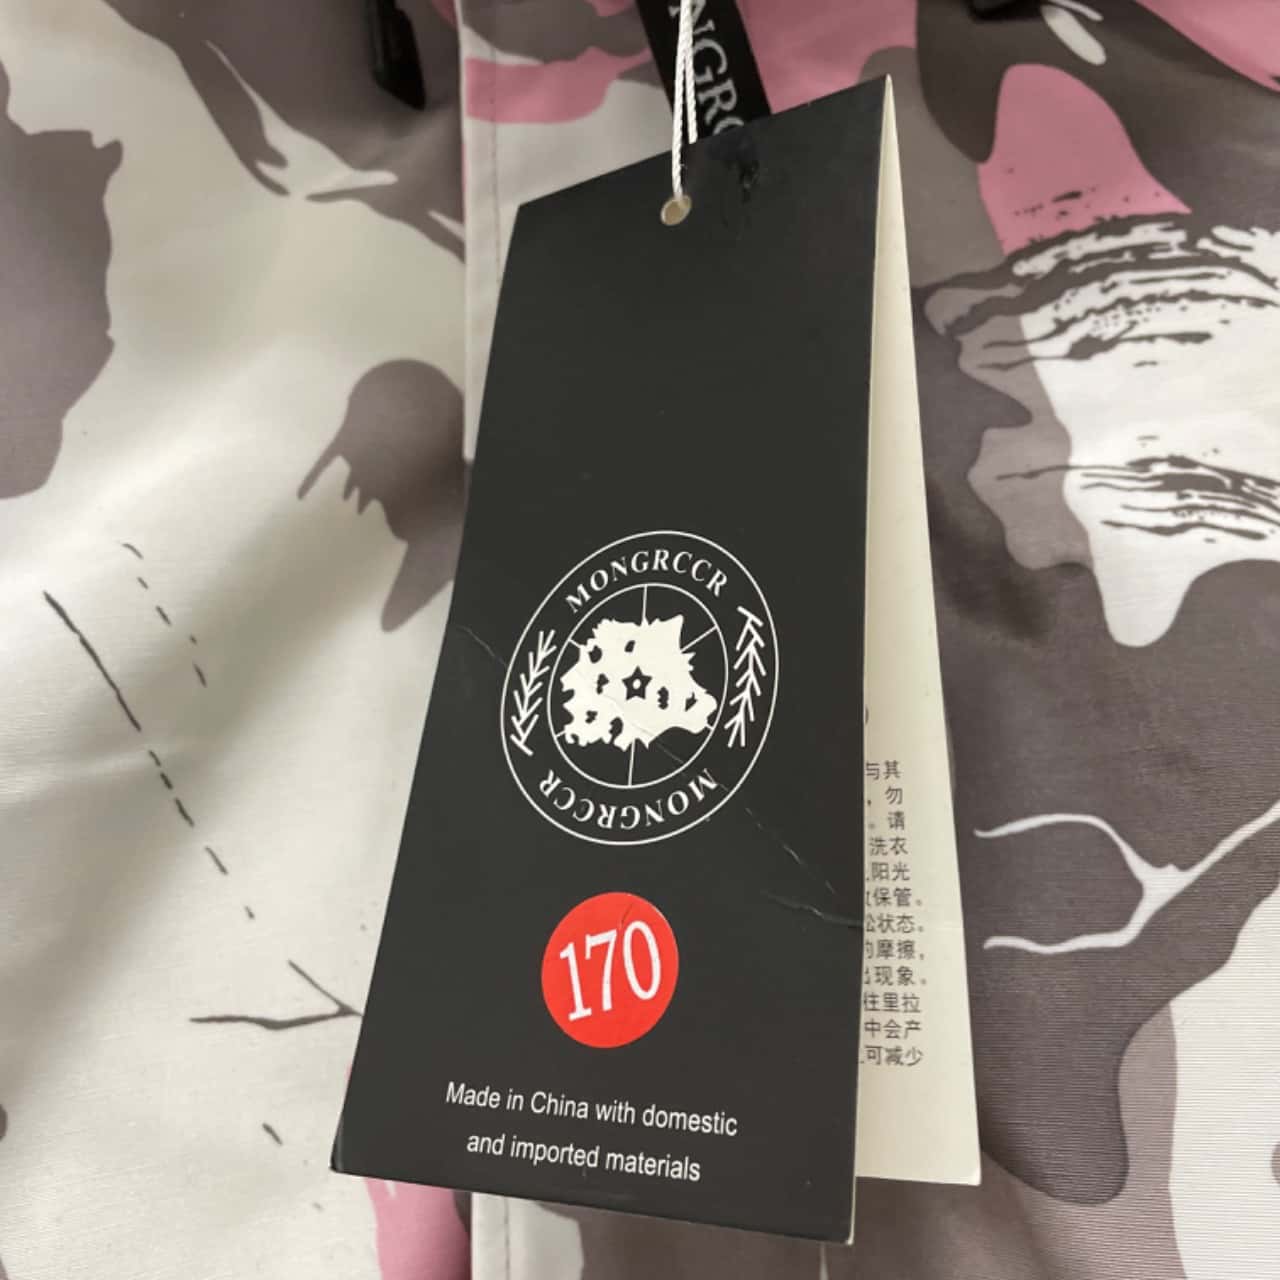 NGRC
MONGRCCR
MONGRCCR
170
Made in China with domestic
and imported materials
与其
，勿
。请
洗衣
阳光
保管。
状态。
摩擦，
现象。
往里拉
中会产
可减少